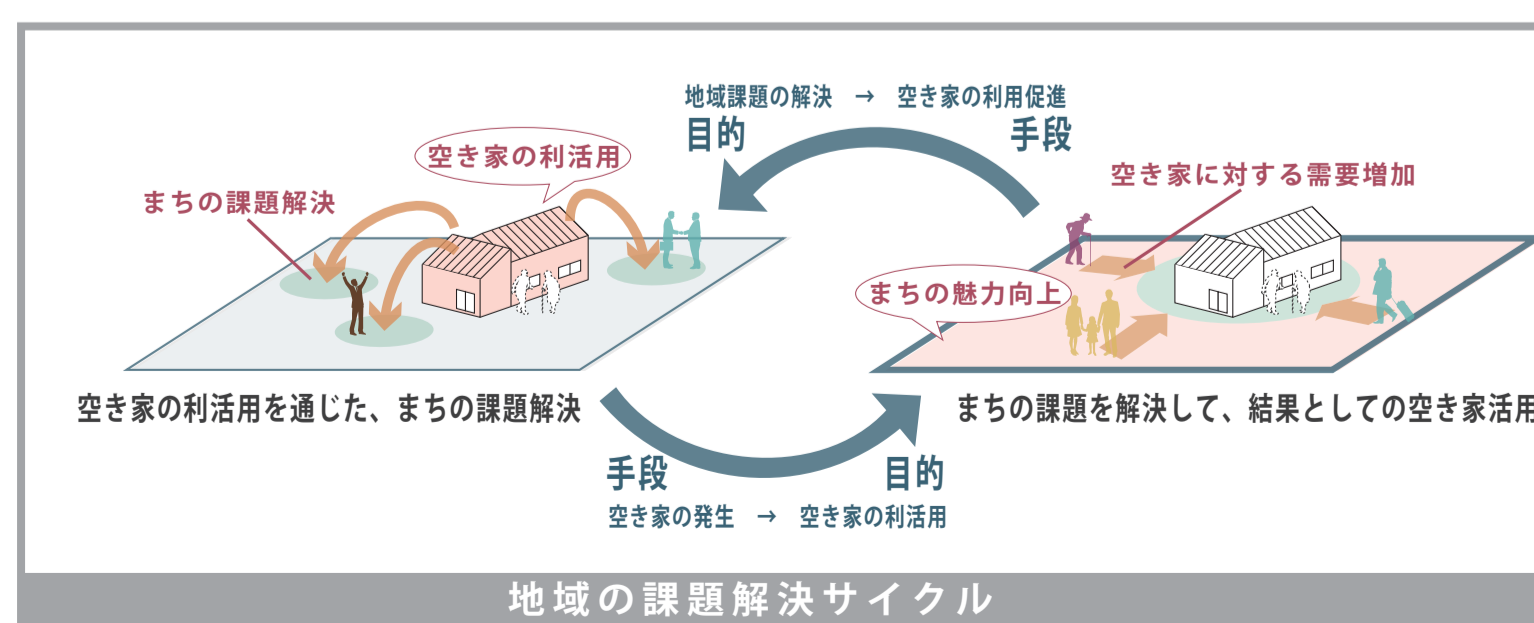 地域課題の解決 → 空き家の利用促進
目的 手段
空き家の利活用
まちの課題解決
空き家に対する需要増加
まちの魅力向上
空き家の利活用を通じた、まちの課題解決
まちの課題を解決して、結果としての空き家活用
手段 目的
空き家の発生 → 空き家の利活用
地域の課題解決サイクル